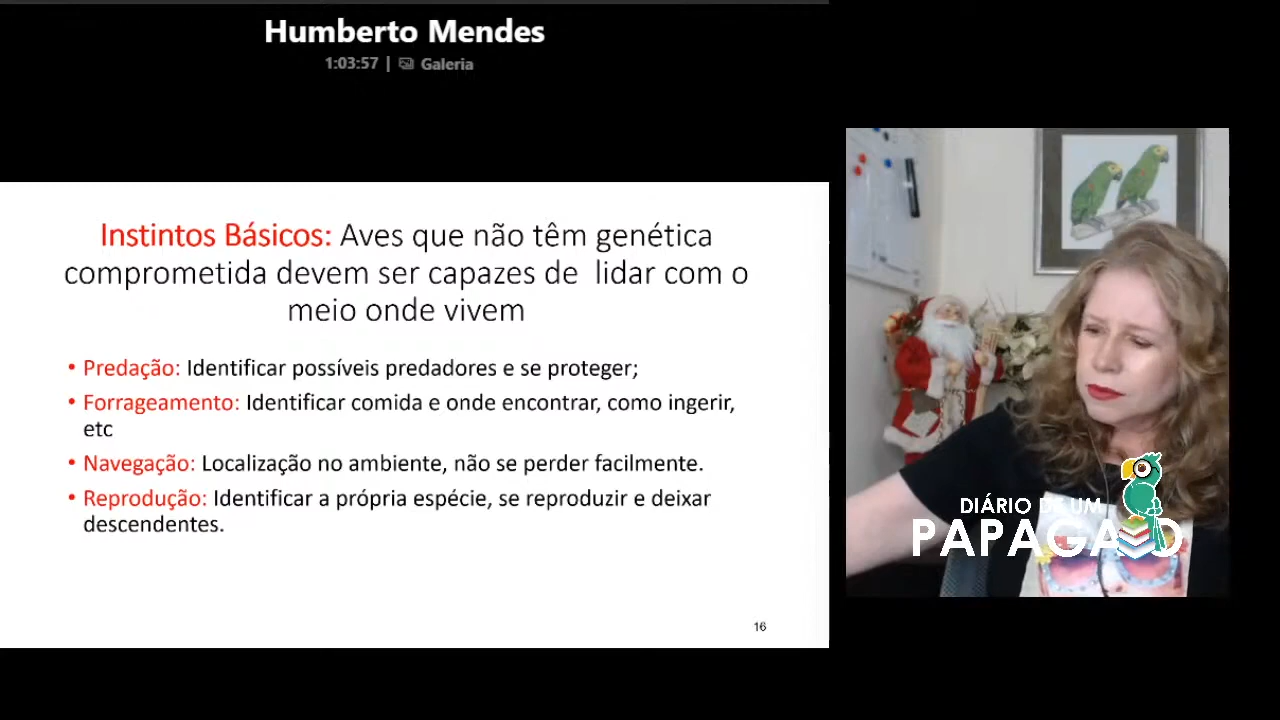 Humberto Mendes
1:03:57 | Galeria
Instintos Básicos: Aves que não têm genética
comprometida devem ser capazes de lidar com o
meio onde vivem
• Predação: Identificar possíveis predadores e se proteger;
• Forrageamento: Identificar comida e onde encontrar, como ingerir,
etc
• Navegação: Localização no ambiente, não se perder facilmente.
• Reprodução: Identificar a própria espécie, se reproduzir e deixar
descendentes.
16
DIÁRIO DE UM
PAPAGAIO